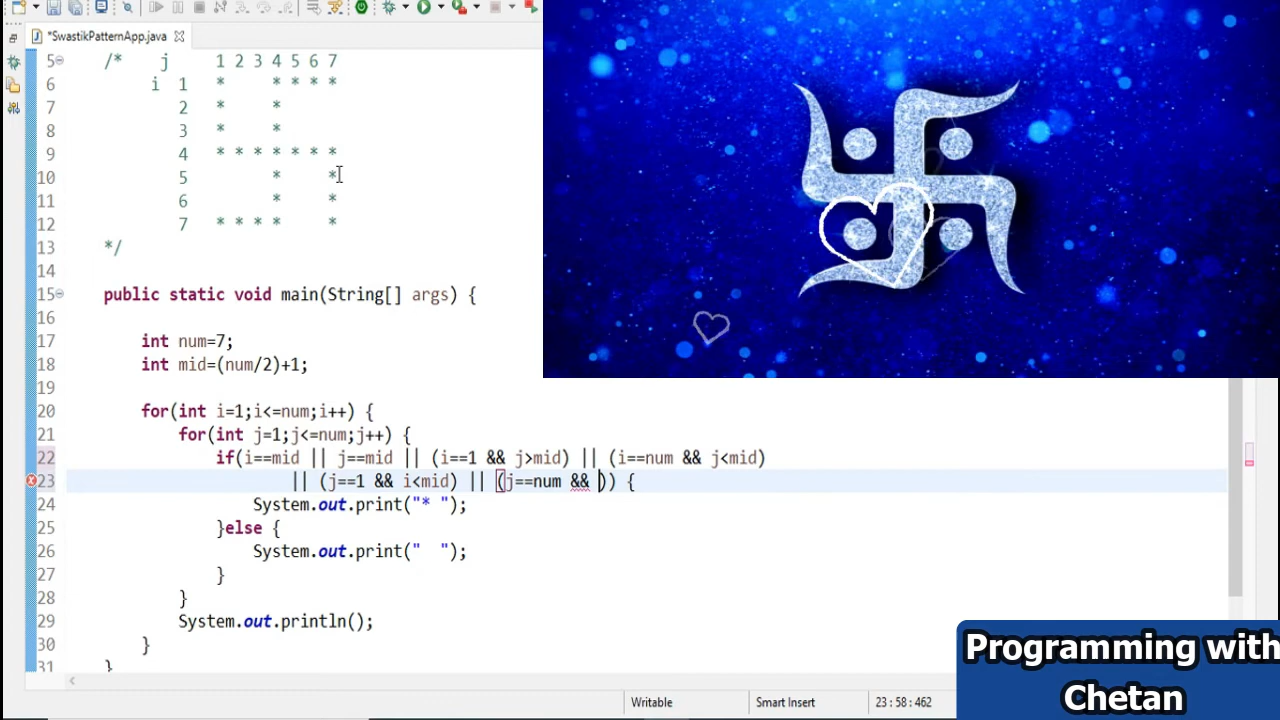 *SwastikPatternApp.java
5 /* j 1 2 3 4 5 6 7
6 i 1 * * * * *
7 2 * *
8 3 * *
9 4 * * * * * * *
10 5 * *
11 6 * *
12 7 * * * * *
13 */
14
15 public static void main(String[] args) {
16
17 int num=7;
18 int mid=(num/2)+1;
19
20 for(int i=1;i<=num;i++) {
21 for(int j=1;j<=num;j++) {
22 if(i==mid || j==mid || (i==1 && j>mid) || (i==num && j<mid)
23 || (j==1 && i<mid) || (j==num && )) {
24 System.out.print("* ");
25 }else {
26 System.out.print("  ");
27 }
28 }
29 System.out.println();
30 }
31 }
Writable Smart Insert 23 : 58 : 462
Programming with
Chetan